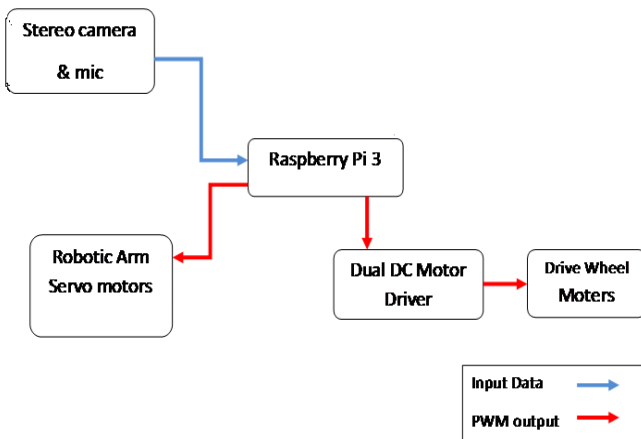 Stereo camera
& mic
Raspberry Pi 3
Robotic Arm
Servo motors
Dual DC Motor
Driver
Drive Wheel
Moters
Input Data
PWM output